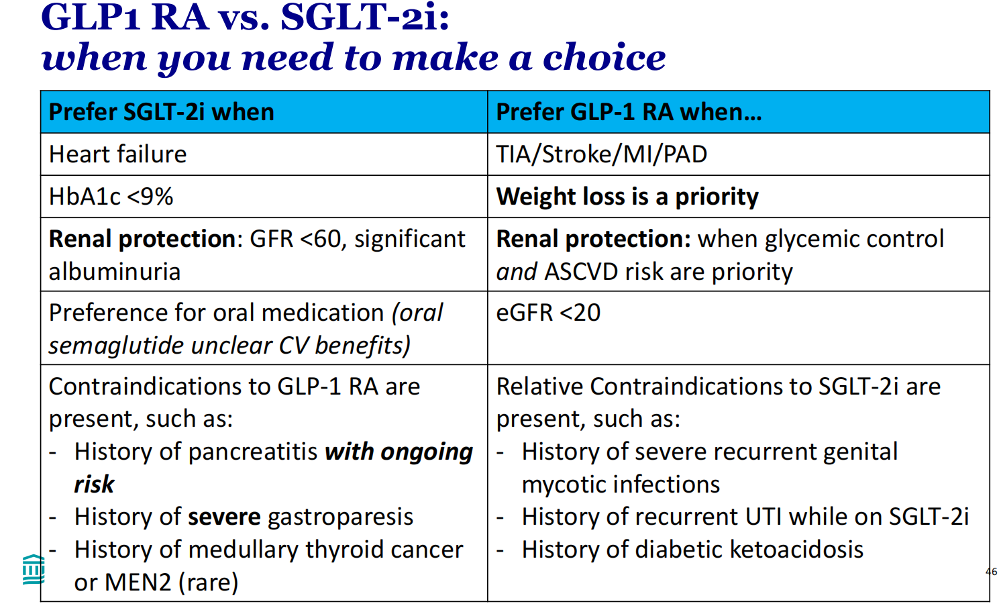 GLP1 RA vs. SGLT-2i:
when you need to make a choice
Prefer SGLT-2i when
Prefer GLP-1 RA when...
Heart failure
TIA/Stroke/MI/PAD
HbA1c <9%
Weight loss is a priority
Renal protection: GFR <60, significant
albuminuria
Renal protection: when glycemic control
and ASCVD risk are priority
Preference for oral medication (oral
semaglutide unclear CV benefits)
eGFR <20
Contraindications to GLP-1 RA are
present, such as:
- History of pancreatitis with ongoing
risk
- History of severe gastroparesis
- History of medullary thyroid cancer
or MEN2 (rare)
Relative Contraindications to SGLT-2i are
present, such as:
- History of severe recurrent genital
mycotic infections
- History of recurrent UTI while on SGLT-2i
- History of diabetic ketoacidosis
46